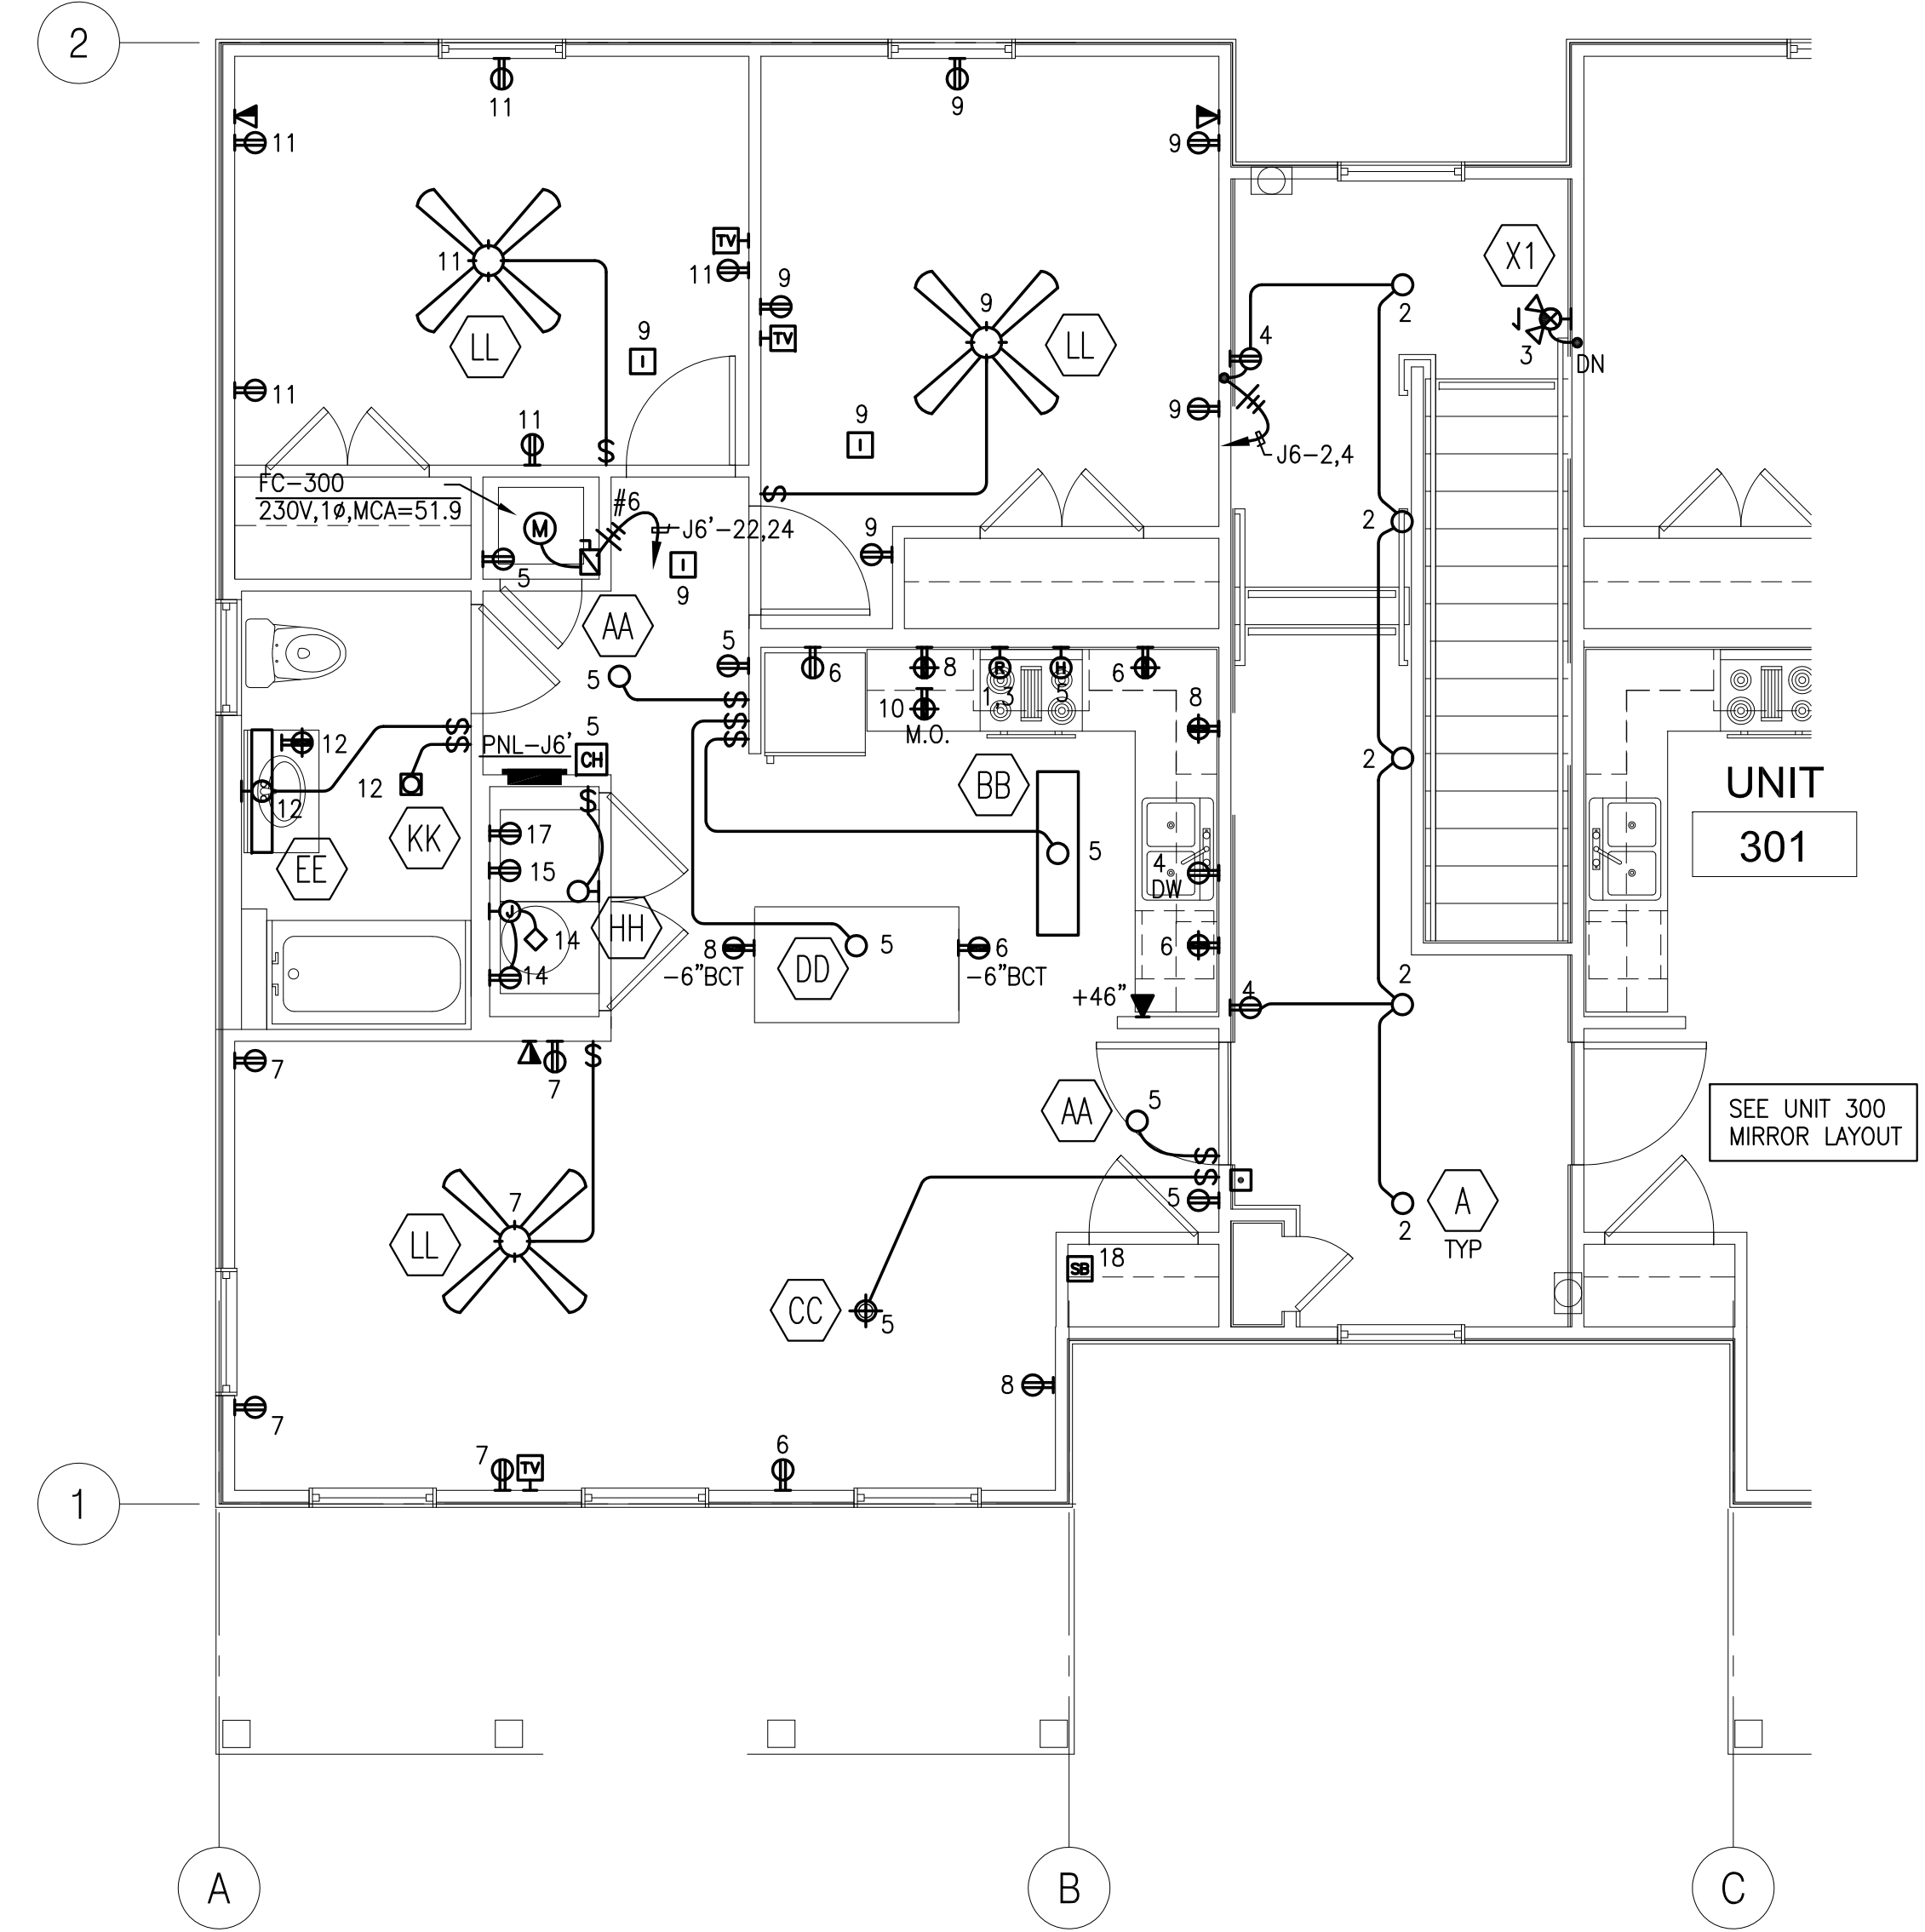 2
11
9
11
9
X1
TV
11
11
9
9
9
TV
LL
9
LL
4
2
3
DN
11
11
9
9
J6-2,4
FC-300
230V,1ø,MCA=51.9
#6
M
J6'-22,24
9
2
5
9
AA
5
5
6
8
R
H
6
1,3
5
10
M.O.
8
12
PNL-J6'
5
CH
12
12
BB
2
UNIT
301
KK
EE
17
15
5
4
DW
J
14
HH
14
8
-6"BCT
DD
5
6
-6"BCT
6
+46"
4
2
7
7
AA
5
SEE UNIT 300
MIRROR LAYOUT
LL
7
5
A
TYP
2
SB
18
CC
5
8
7
7
TV
6
1
A
B
C